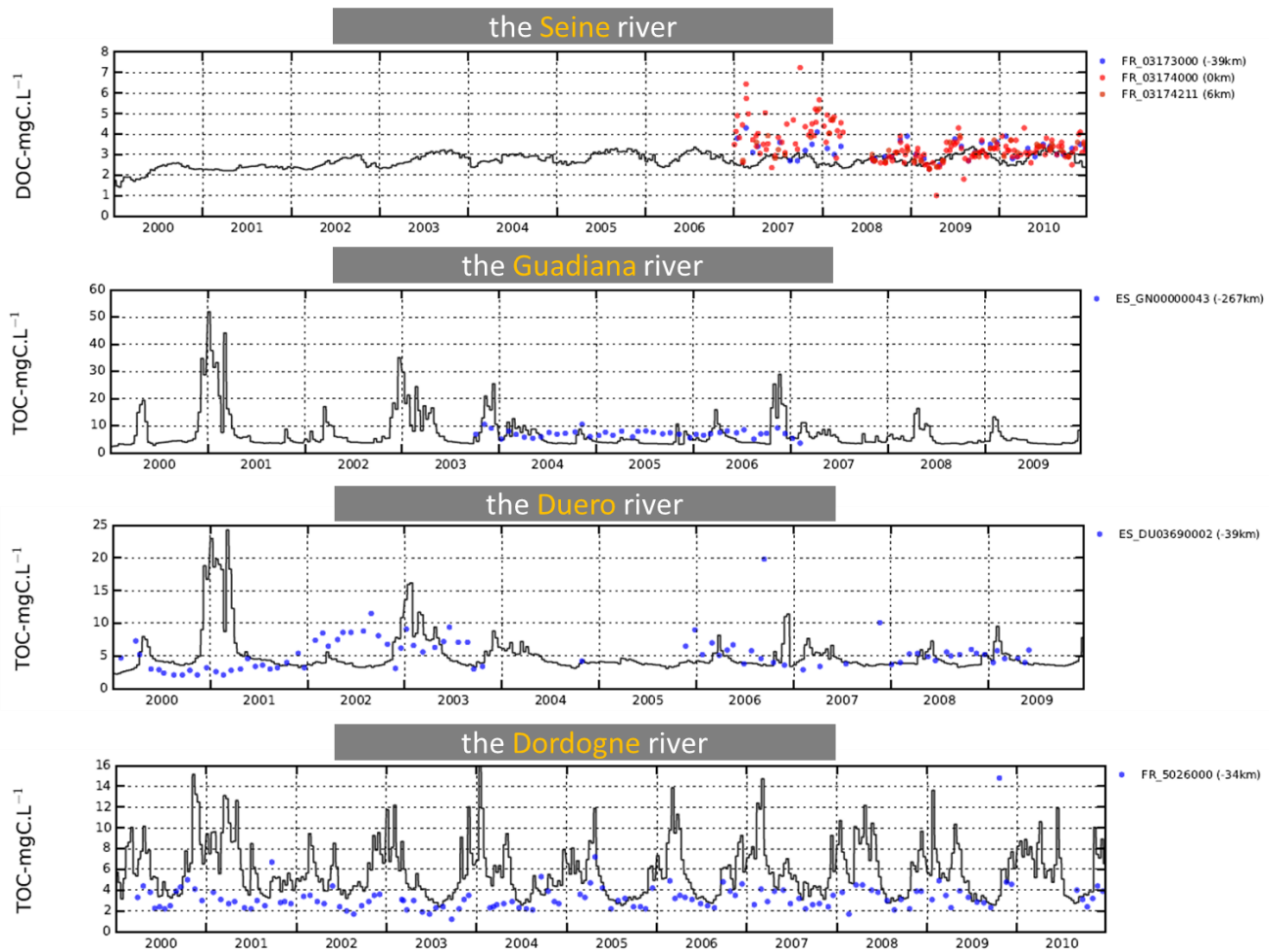 the Seine river
DOC-mgC.L⁻¹
8
7
6
5
4
3
2
1
0
2000 2001 2002 2003 2004 2005 2006 2007 2008 2009 2010
FR_03173000 (-39km)
FR_03174000 (0km)
FR_03174211 (6km)
the Guadiana river
TOC-mgC.L⁻¹
60
50
40
30
20
10
0
2000 2001 2002 2003 2004 2005 2006 2007 2008 2009
ES_GN00000043 (-267km)
the Duero river
TOC-mgC.L⁻¹
25
20
15
10
5
0
2000 2001 2002 2003 2004 2005 2006 2007 2008 2009
ES_DU03690002 (-39km)
the Dordogne river
TOC-mgC.L⁻¹
16
14
12
10
8
6
4
2
0
2000 2001 2002 2003 2004 2005 2006 2007 2008 2009 2010
FR_5026000 (-34km)